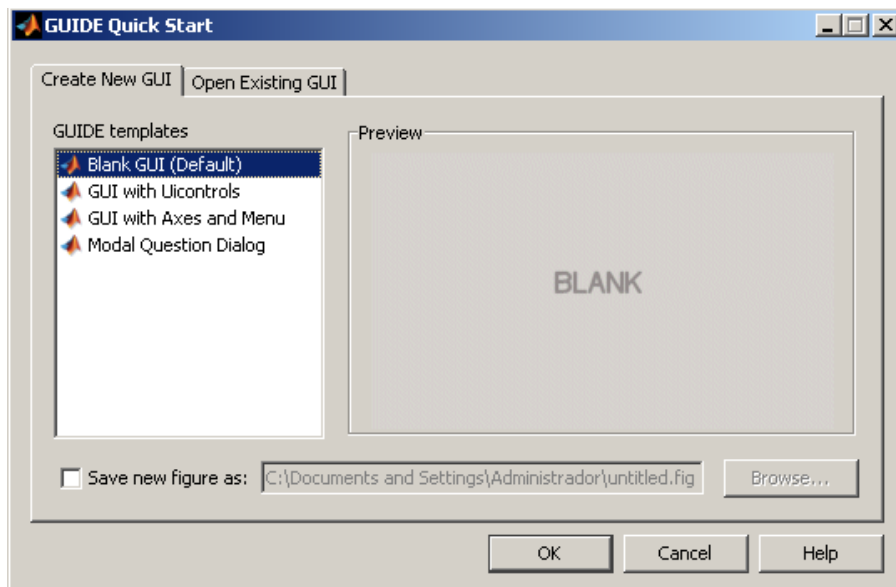 GUIDE Quick Start
Create New GUI
Open Existing GUI
GUIDE templates
Blank GUI (Default)
GUI with Uicontrols
GUI with Axes and Menu
Modal Question Dialog
Preview
BLANK
Save new figure as:
C:\Documents and Settings\Administrador\untitled.fig
Browse...
OK
Cancel
Help